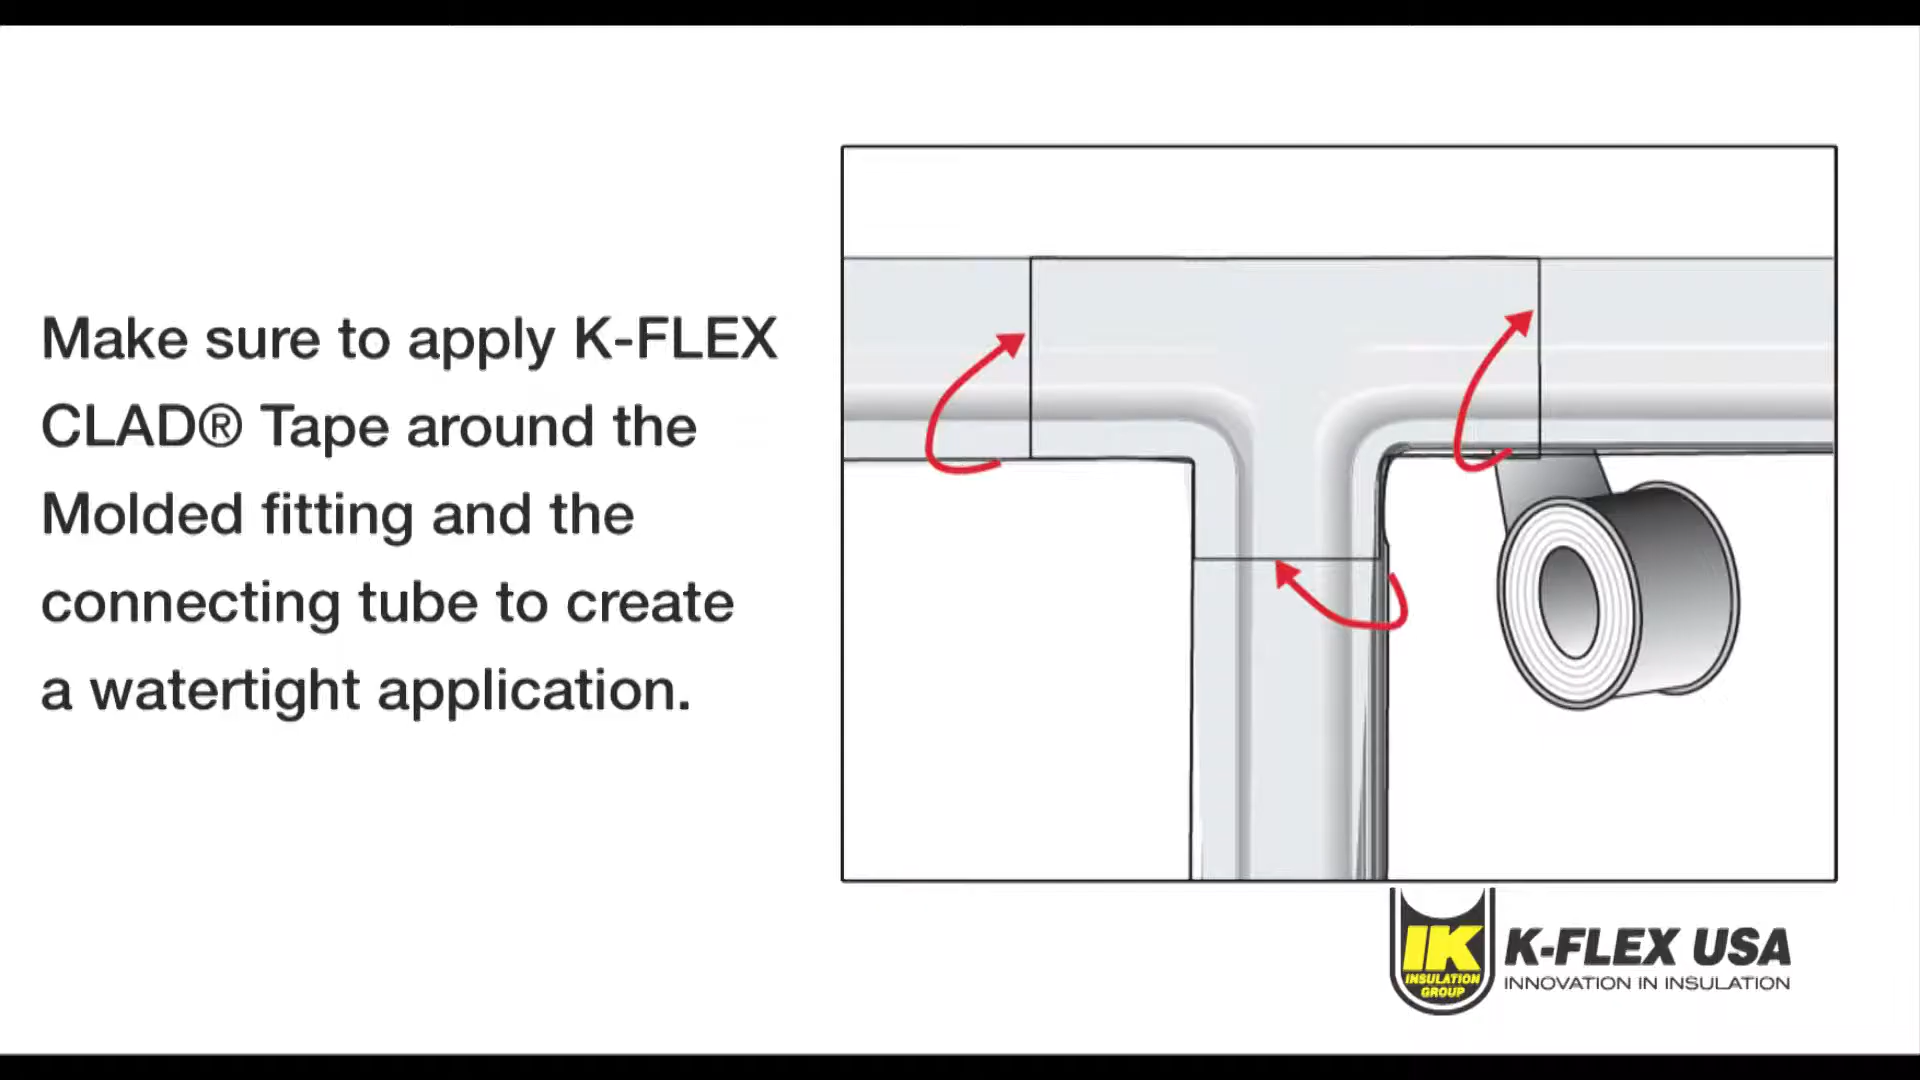 Make sure to apply K-FLEX
CLAD® Tape around the
Molded fitting and the
connecting tube to create
a watertight application.
IK
INSULATION
GROUP
K-FLEX USA
INNOVATION IN INSULATION